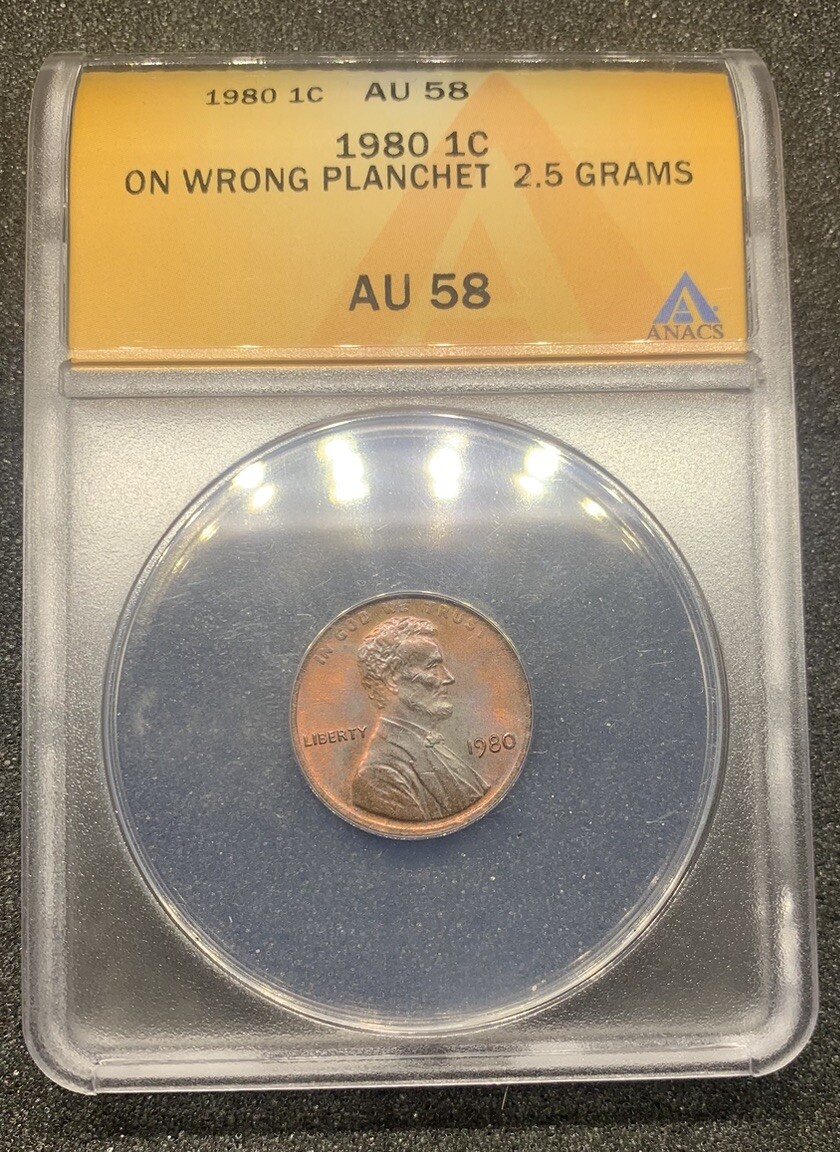 1980 1C AU 58
1980 1C
ON WRONG PLANCHET 2.5 GRAMS
AU 58
ANACS
IN GOD WE TRUST
LIBERTY 1980